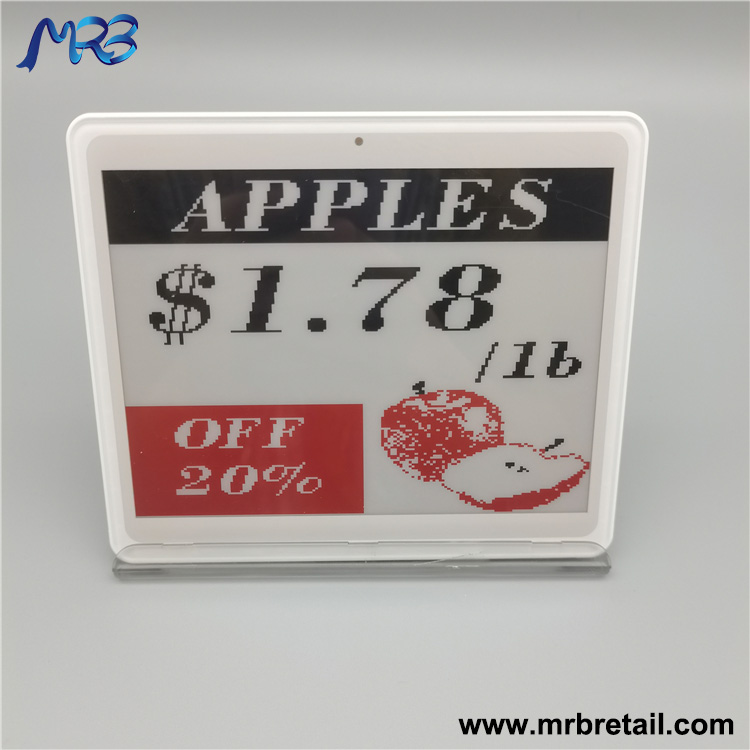 MRB
APPLES
$1.78
/lb
OFF
20%
www.mrbretail.com